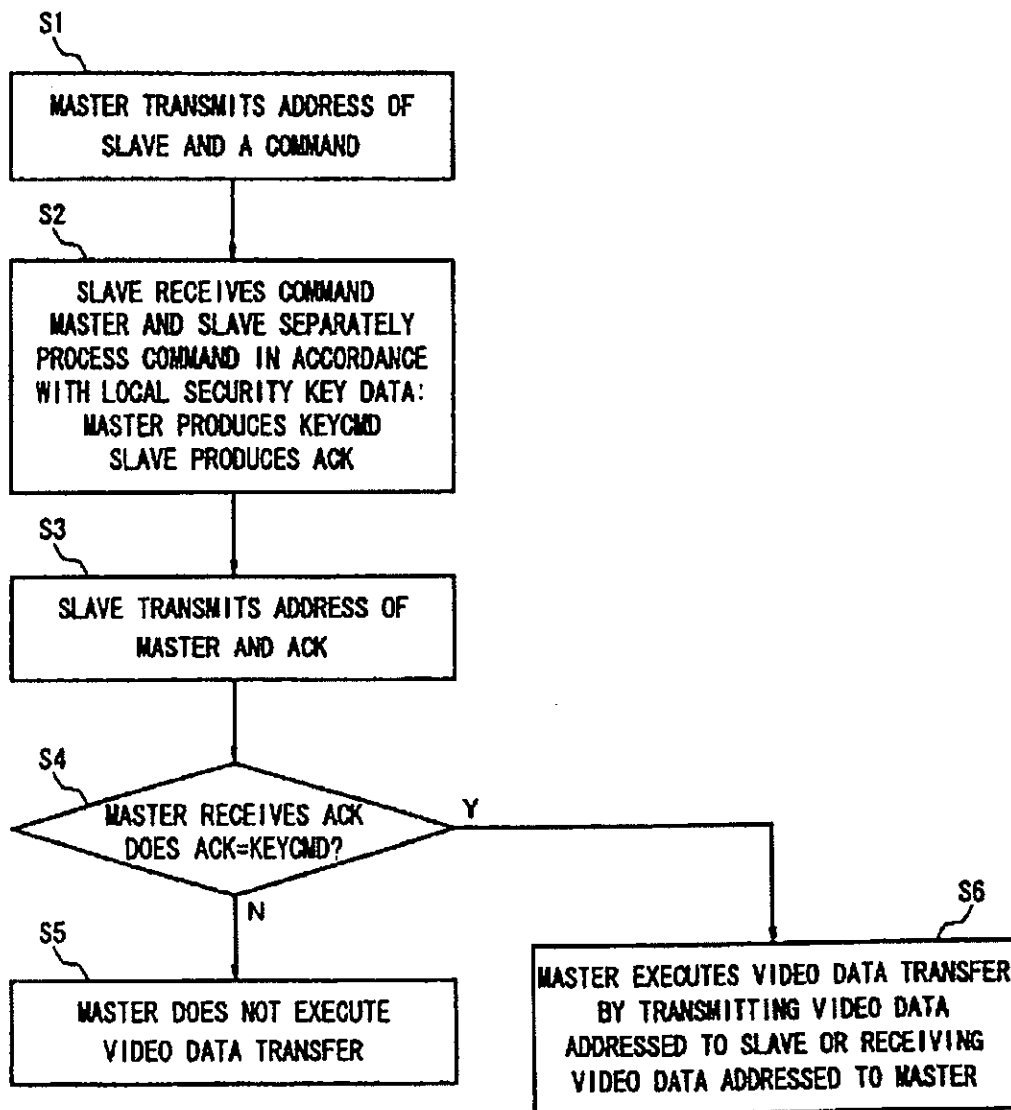 S1
MASTER TRANSMITS ADDRESS OF
SLAVE AND A COMMAND
S2
SLAVE RECEIVES COMMAND
MASTER AND SLAVE SEPARATELY
PROCESS COMMAND IN ACCORDANCE
WITH LOCAL SECURITY KEY DATA:
MASTER PRODUCES KEYCMD
SLAVE PRODUCES ACK
S3
SLAVE TRANSMITS ADDRESS OF
MASTER AND ACK
S4
MASTER RECEIVES ACK
DOES ACK=KEYCMD?
Y
N
S5
MASTER DOES NOT EXECUTE
VIDEO DATA TRANSFER
S6
MASTER EXECUTES VIDEO DATA TRANSFER
BY TRANSMITTING VIDEO DATA
ADDRESSED TO SLAVE OR RECEIVING
VIDEO DATA ADDRESSED TO MASTER